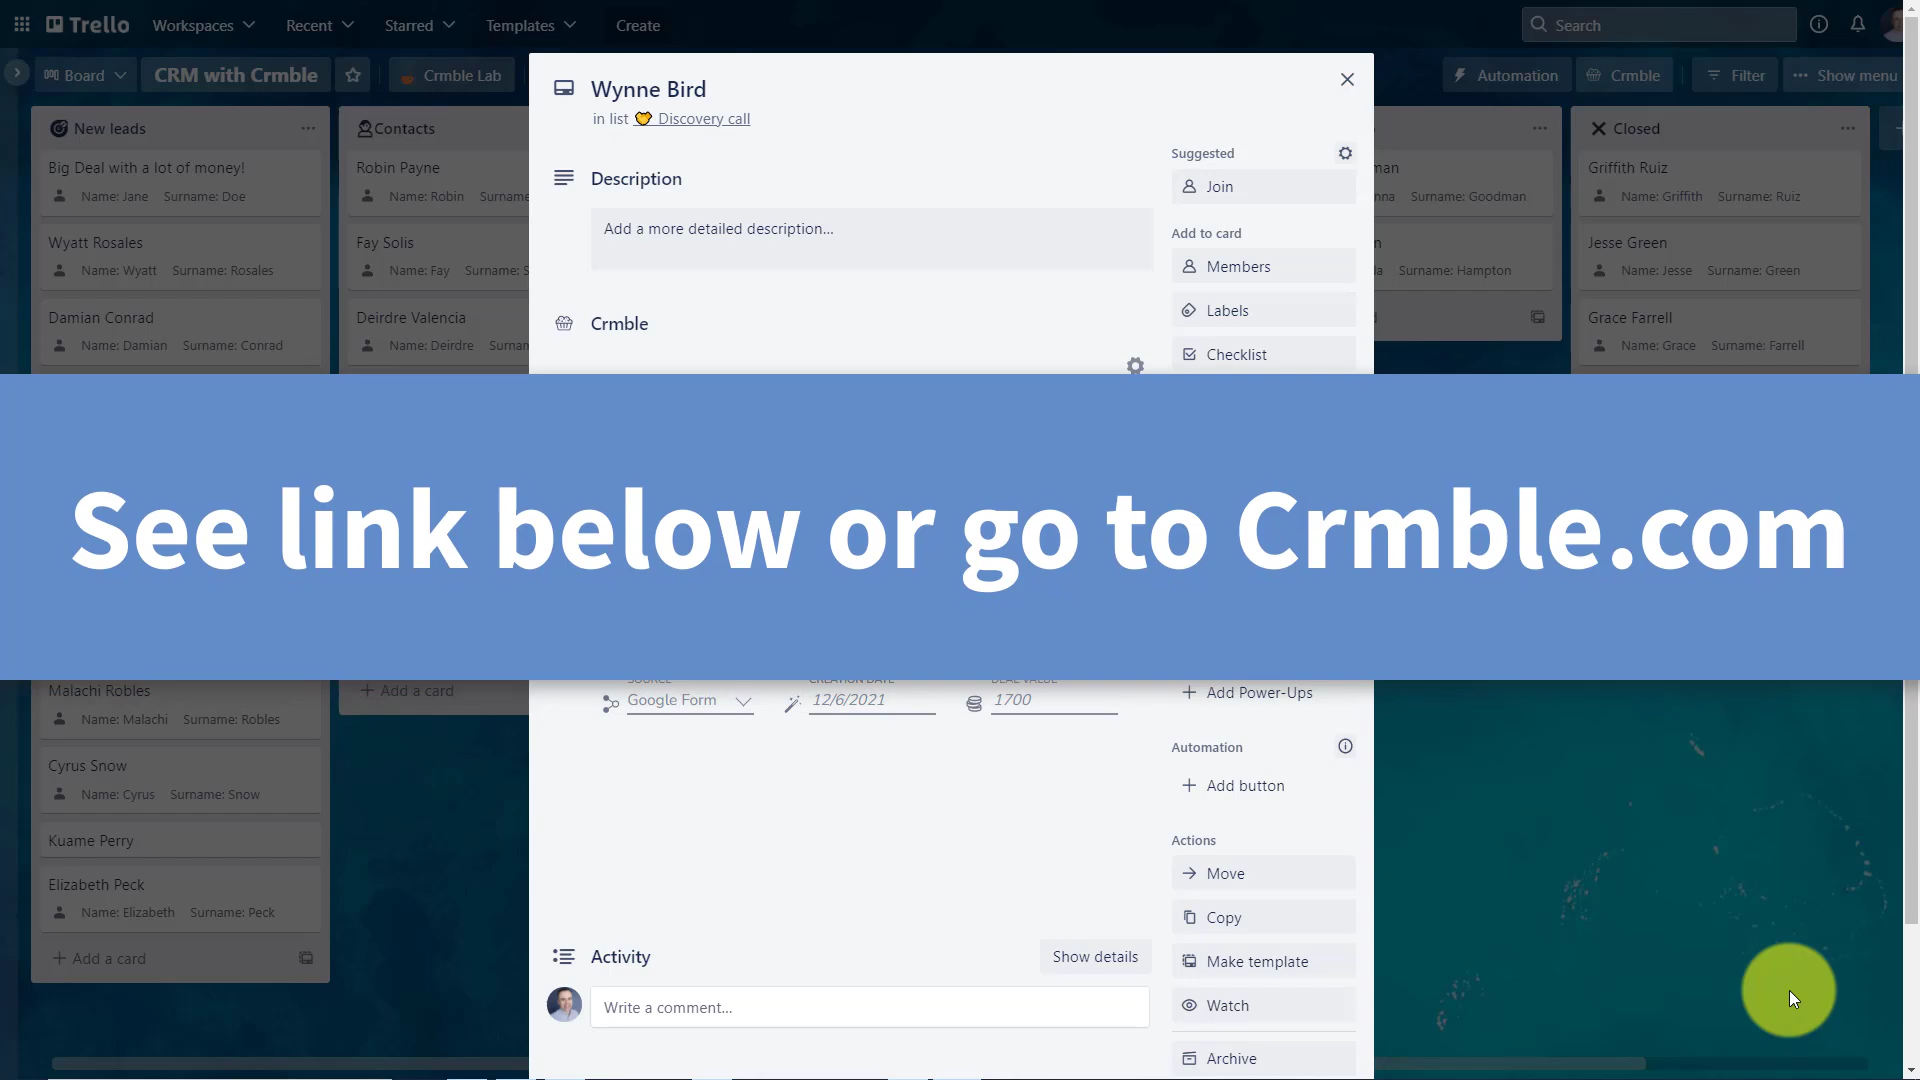 Trello
Workspaces
Recent
Starred
Templates
Create
Search
Board
CRM with Crmble
Crmble Lab
Automation
Crmble
Filter
Show menu
New leads
Big Deal with a lot of money!
Name: Jane Surname: Doe
Wyatt Rosales
Name: Wyatt Surname: Rosales
Damian Conrad
Name: Damian Surname: Conrad
Malachi Robles
Name: Malachi Surname: Robles
Cyrus Snow
Name: Cyrus Surname: Snow
Kuame Perry
Elizabeth Peck
Name: Elizabeth Surname: Peck
Add a card
Contacts
Robin Payne
Name: Robin
Fay Solis
Name: Fay
Deirdre Valencia
Name: Deirdre
Add a card
Wynne Bird
in list Discovery call
Description
Add a more detailed description...
Crmble
See link below or go to Crmble.com
SOURCE
Google Form
CREATION DATE
12/6/2021
DEAL VALUE
1700
Activity
Show details
Write a comment...
Suggested
Join
Add to card
Members
Labels
Checklist
Add Power-Ups
Automation
Add button
Actions
Move
Copy
Make template
Watch
Archive
Surname: Goodman
Surname: Hampton
Closed
Griffith Ruiz
Name: Griffith Surname: Ruiz
Jesse Green
Name: Jesse Surname: Green
Grace Farrell
Name: Grace Surname: Farrell